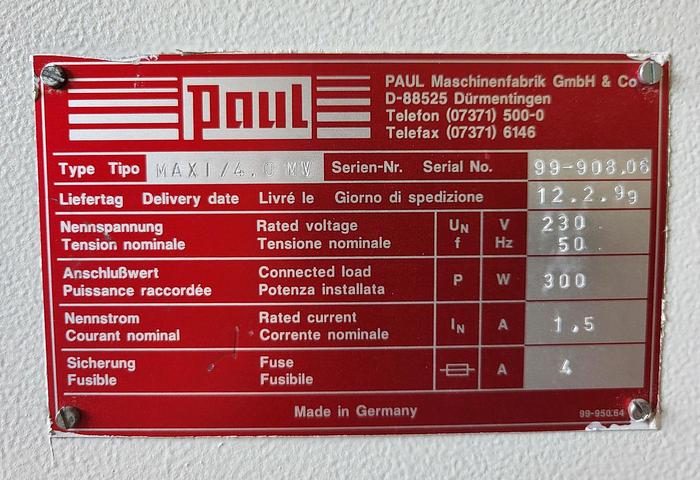 paul
PAUL Maschinenfabrik GmbH & Co
D-88525 Dürmentingen
Telefon (07371) 500-0
Telefax (07371) 6146
Type Tipo MAXI/4.0 MW Serien-Nr. Serial No. 99-908.06
Liefertag Delivery date Livré le Giorno di spedizione 12.2.99
Nennspannung Rated voltage UN V 230
Tension nominale Tensione nominale f Hz 50
Anschlußwert Connected load P W 300
Puissance raccordée Potenza installata
Nennstrom Rated current IN A 1,5
Courant nominal Corrente nominale
Sicherung Fuse A 4
Fusible Fusibile
Made in Germany 99-950.64